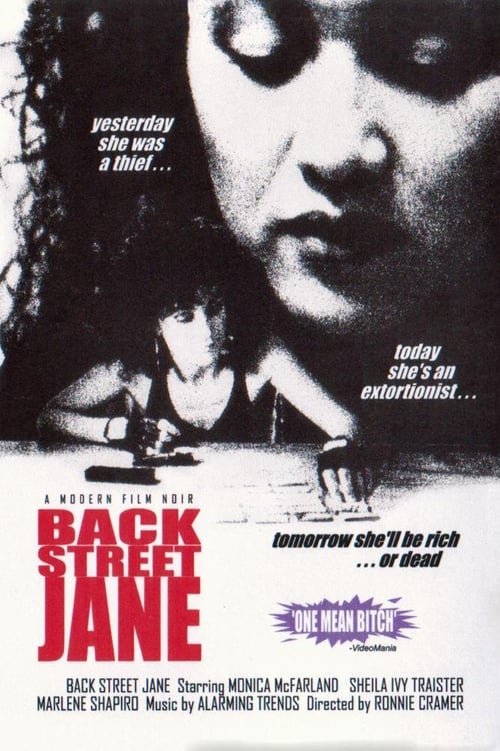 yesterday
she was
a thief...
today
she's an
extortionist...
A MODERN FILM NOIR
BACK
STREET
JANE
tomorrow she'll be rich
...or dead
'ONE MEAN BITCH'
-VideoMania
BACK STREET JANE Starring MONICA McFARLAND SHEILA IVY TRAISTER
MARLENE SHAPIRO Music by ALARMING TRENDS Directed by RONNIE CRAMER